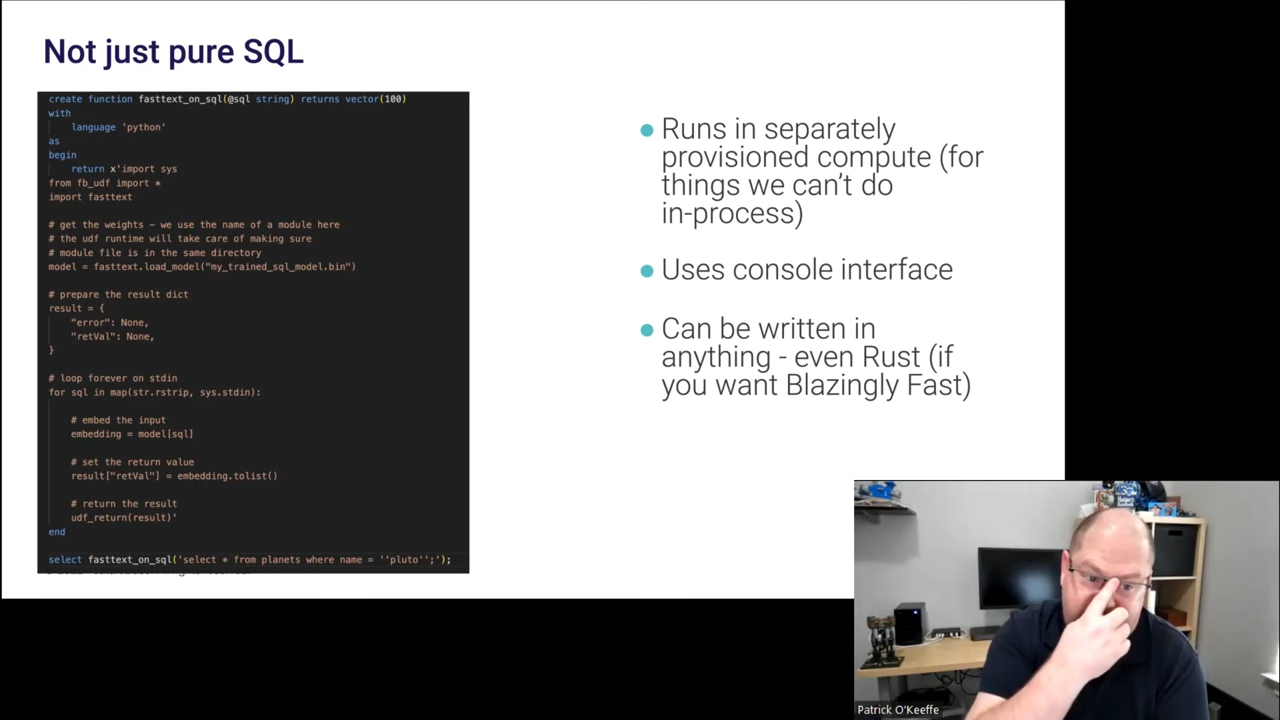 Not just pure SQL
create function fasttext_on_sql(@sql string) returns vector(100)
with
language 'python'
as
begin
return x'import sys
from fb_udf import *
import fasttext
# get the weights – we use the name of a module here
# the udf runtime will take care of making sure
# module file is in the same directory
model = fasttext.load_model("my_trained_sql_model.bin")
# prepare the result dict
result = {
"error": None,
"retVal": None,
}
# loop forever on stdin
for sql in map(str.rstrip, sys.stdin):
# embed the input
embedding = model[sql]
# set the return value
result["retVal"] = embedding.tolist()
# return the result
udf_return(result)'
end
select fasttext_on_sql('select * from planets where name = ''pluto'';');
● Runs in separately
provisioned compute (for
things we can't do
in-process)
● Uses console interface
● Can be written in
anything - even Rust (if
you want Blazingly Fast)
Patrick O'Keeffe